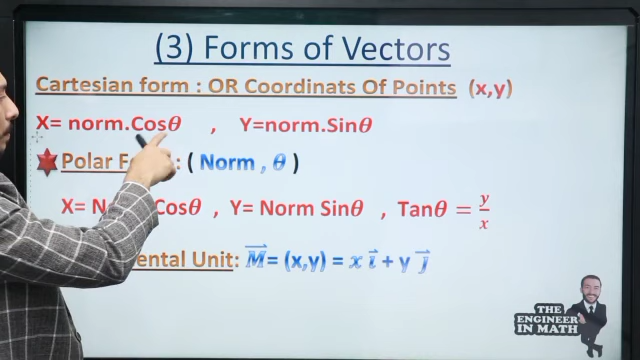 (3) Forms of Vectors
Cartesian form : OR Coordinats Of Points (x,y)
X= norm.Cosθ , Y=norm.Sinθ
Polar : ( Norm , θ )
X= Cosθ , Y= Norm Sinθ , Tanθ = y/x
Unit: M⃗= (x,y) = x i⃗ + y j⃗
THE
ENGINEER
IN MATH